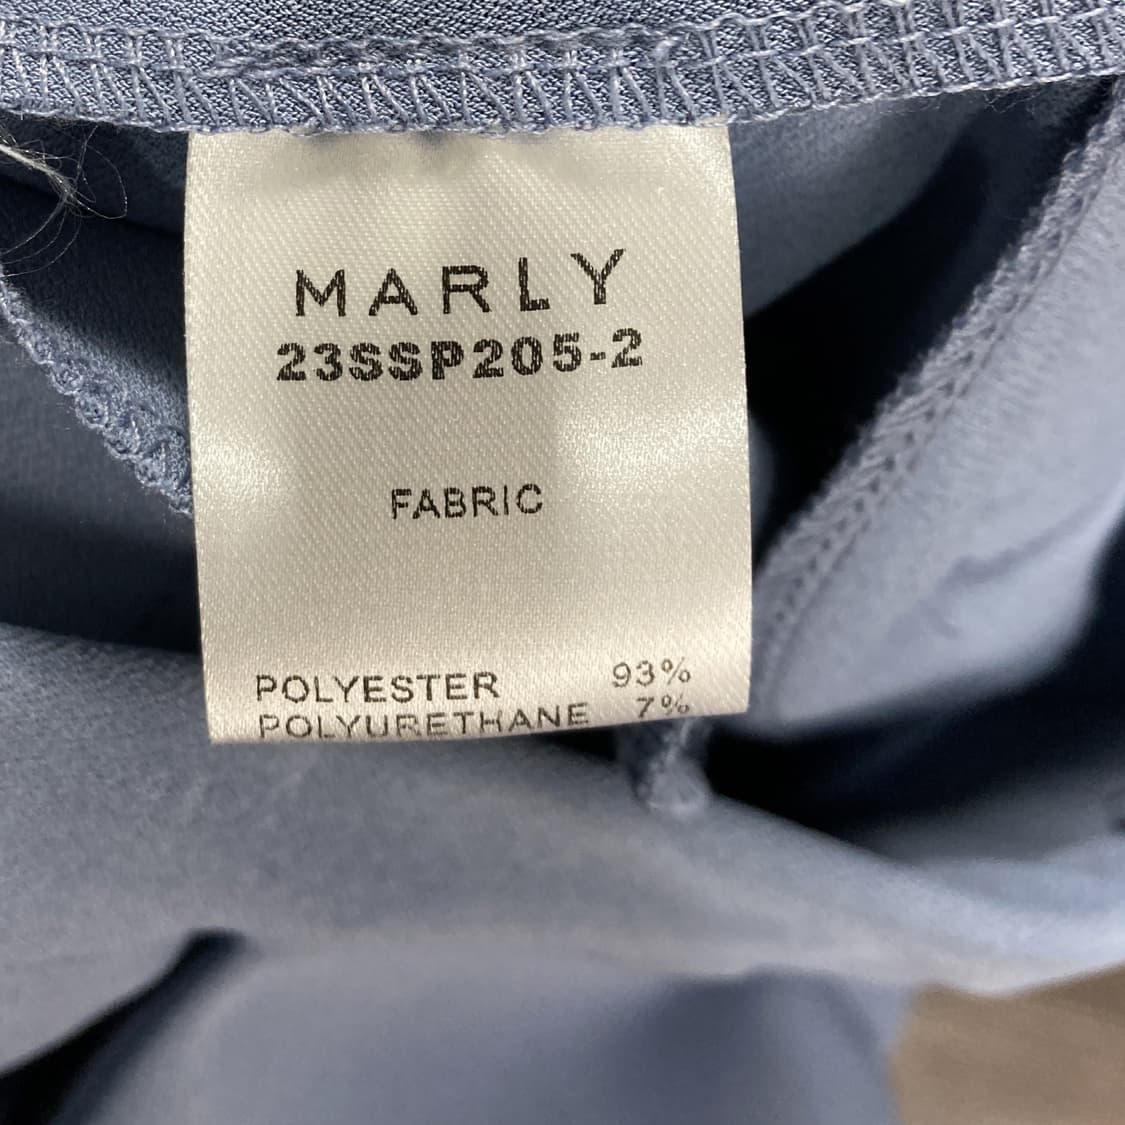 MARLY
23SSP205-2
FABRIC
POLYESTER 93%
POLYURETHANE 7%